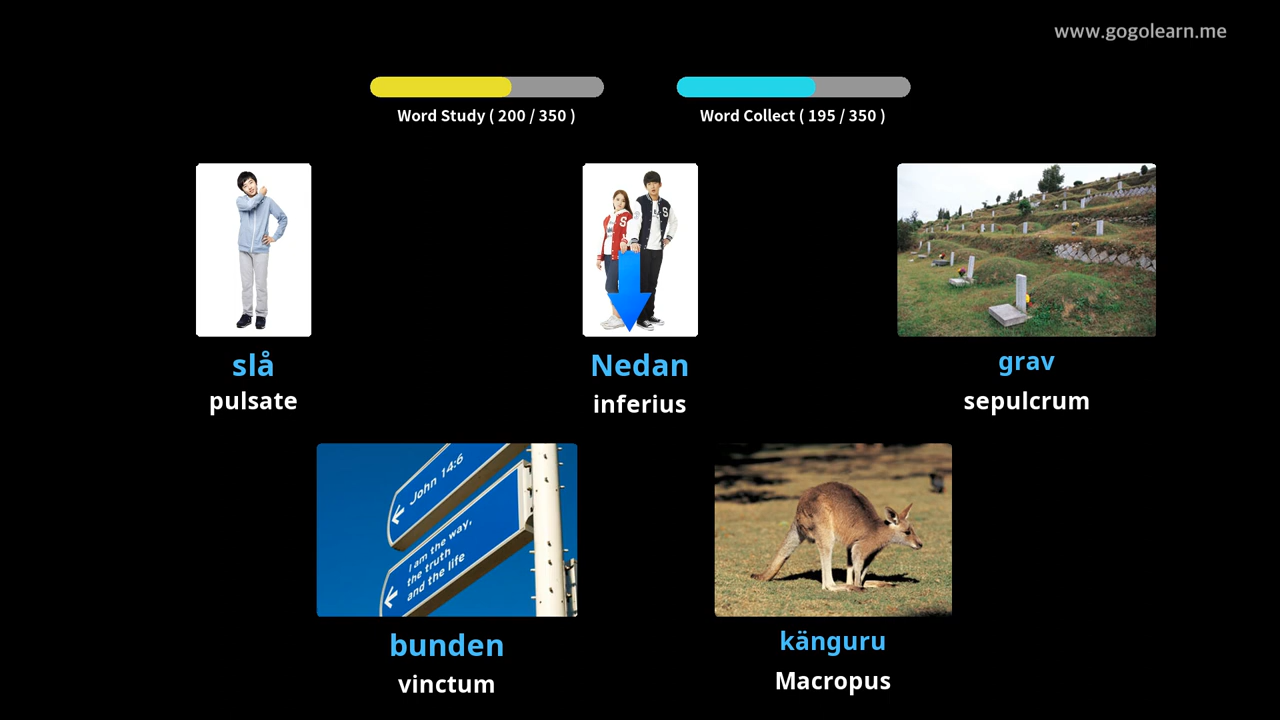 www.gogolearn.me
Word Study ( 200 / 350 )
Word Collect ( 195 / 350 )
S
S
slå
pulsate
Nedan
inferius
grav
sepulcrum
John 14:6
I am the way,
the truth
and the life
bunden
vinctum
känguru
Macropus